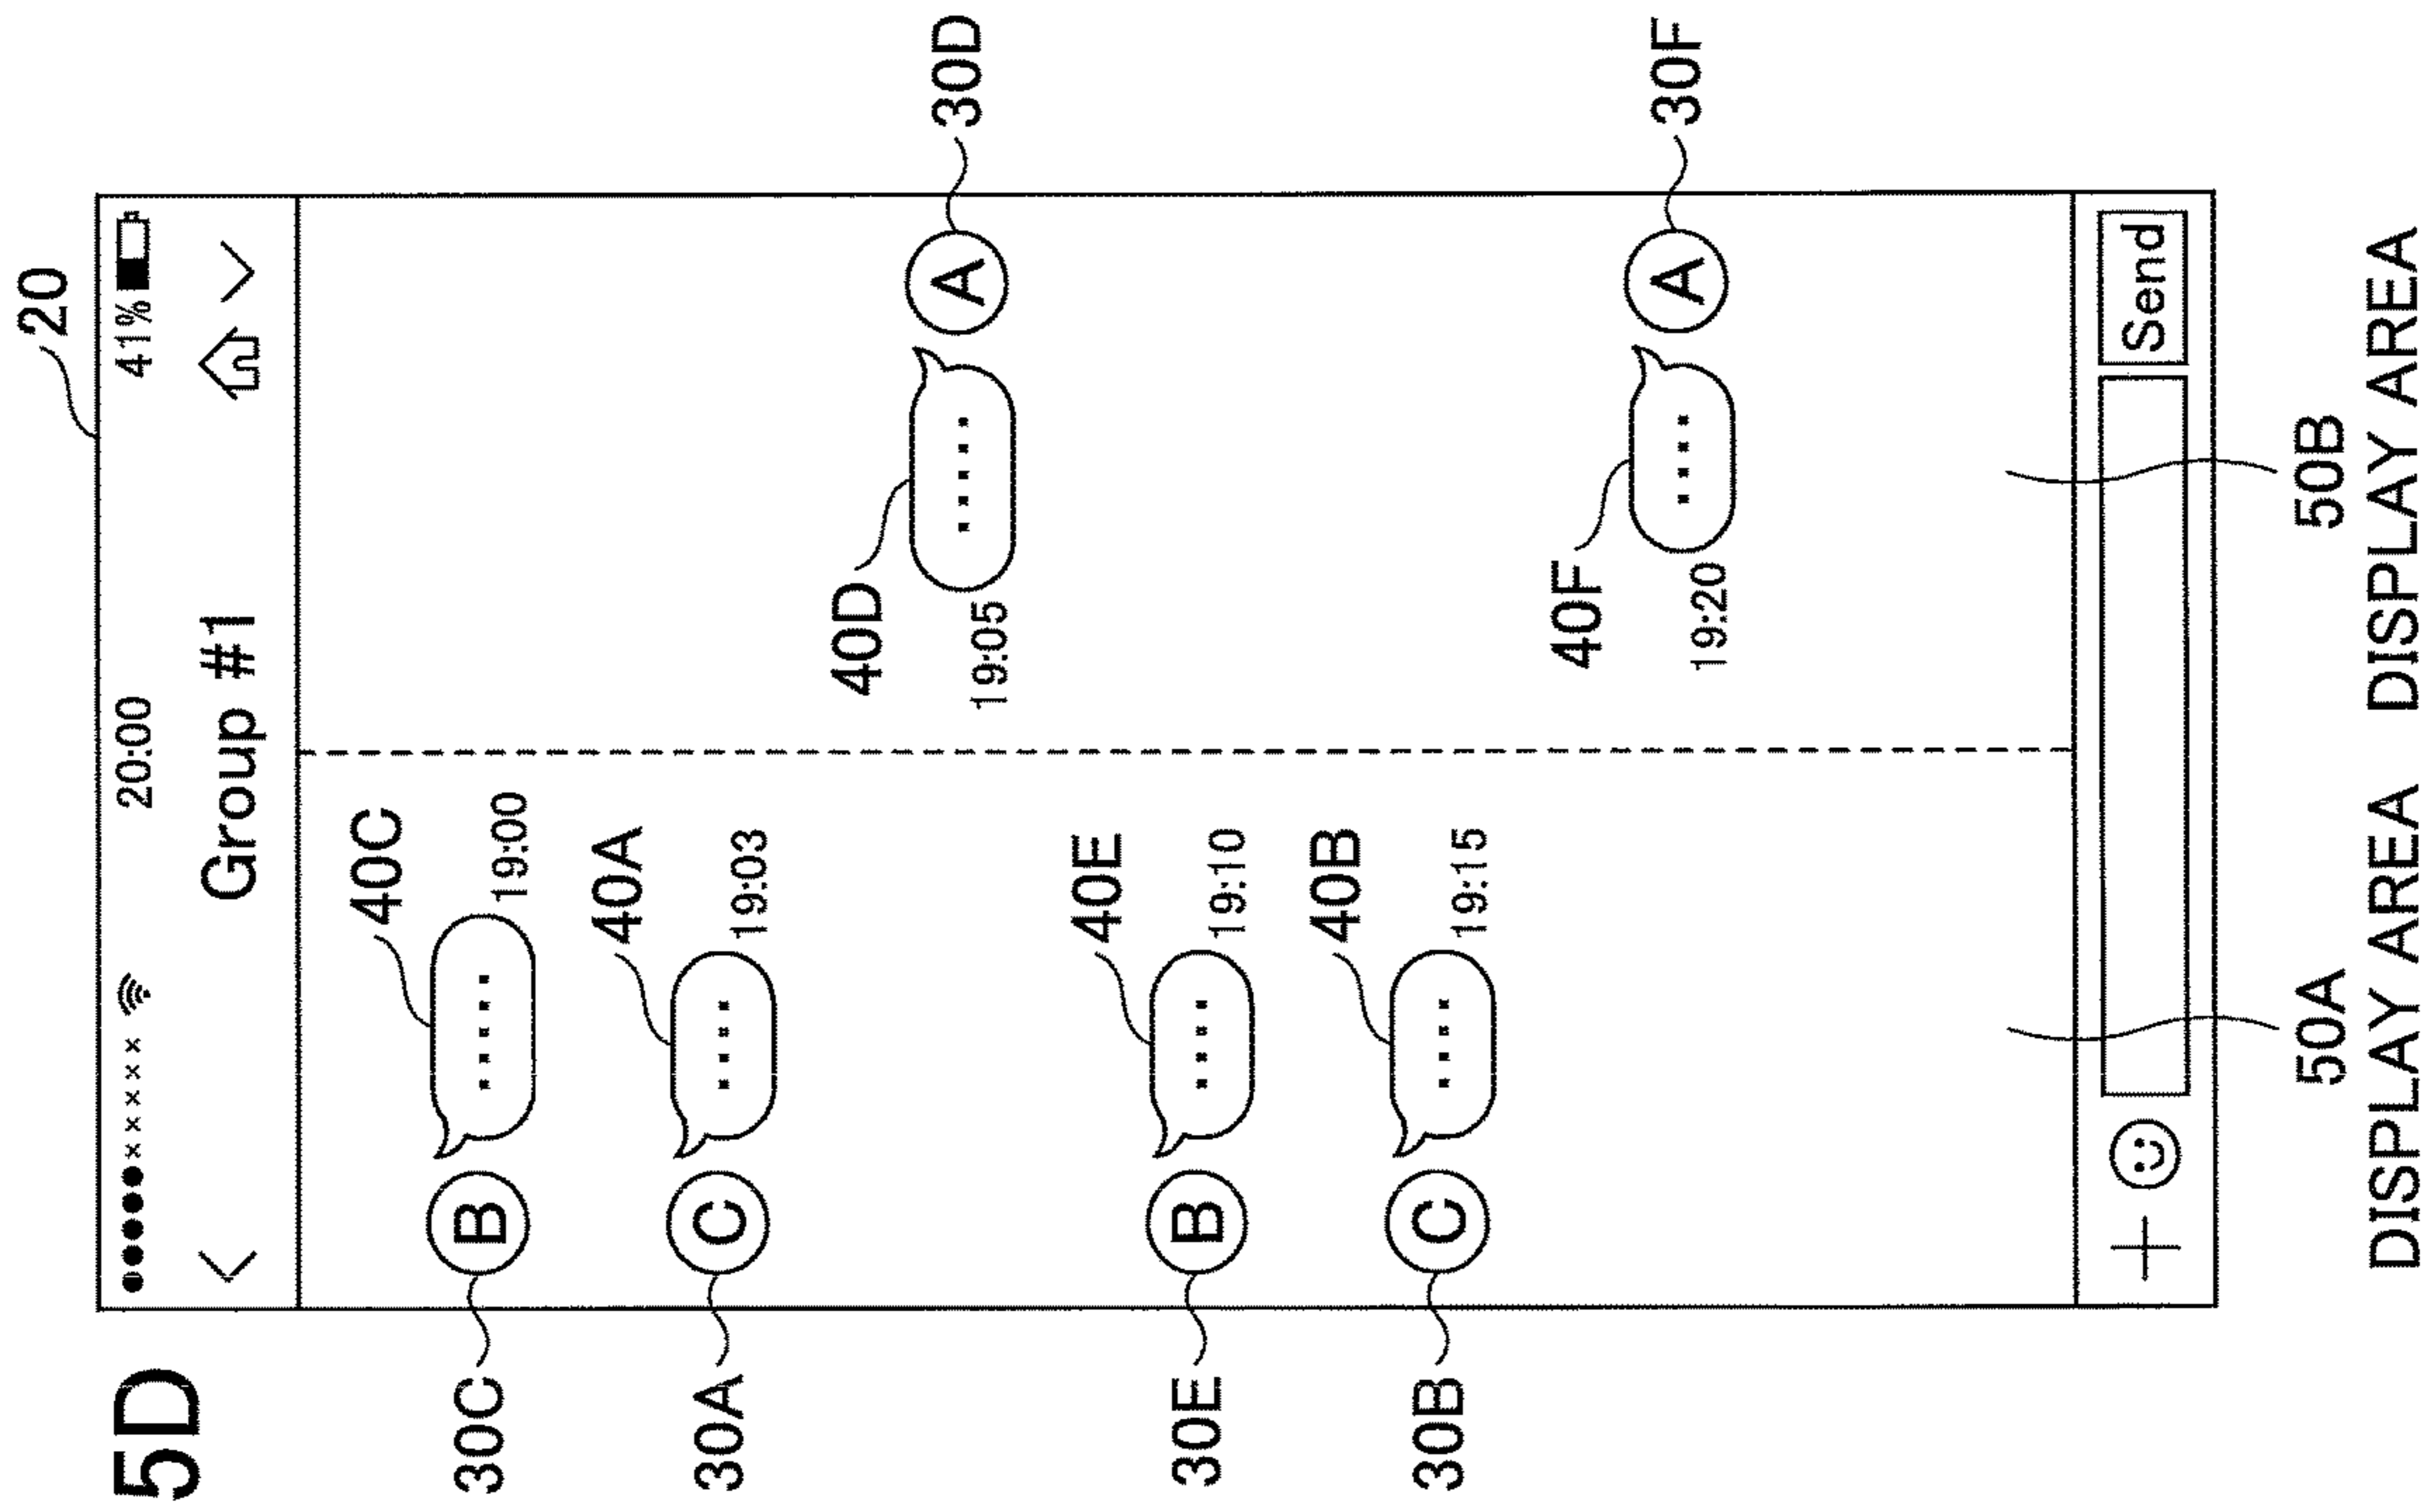 5D
20
●●●●●××××× 20:00 41%
Group #1
40C
30C B ····· 19:00
40A
30A C ···· 19:03
40D
19:05 ····· A 30D
40E
30E B ···· 19:10
40B
30B C ···· 19:15
40F
19:20 ···· A 30F
Send
50A 50B
DISPLAY AREA DISPLAY AREA